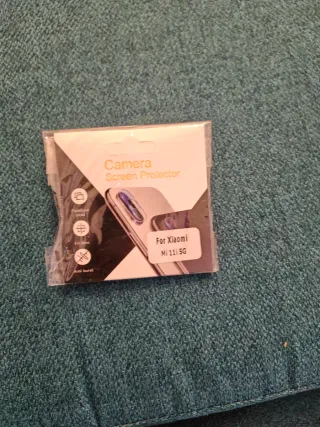 Camera
Screen Protector
For Xiaomi
Mi 11i 5G